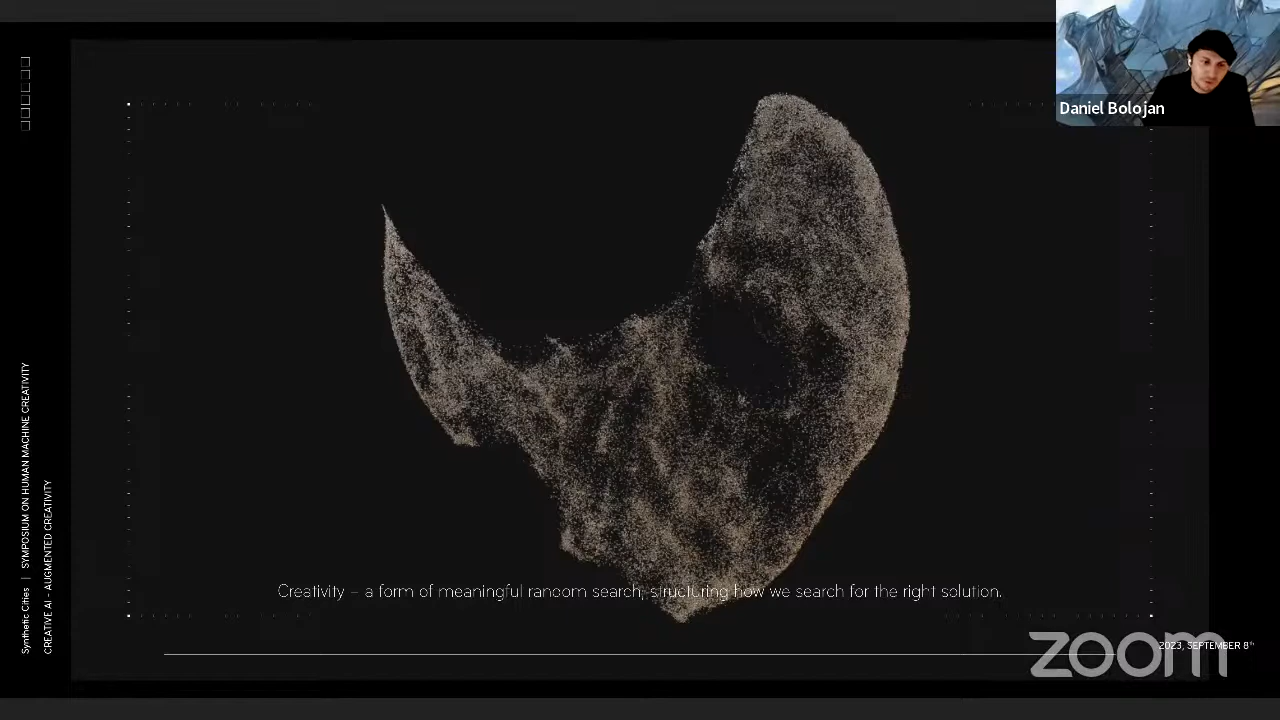 Daniel Bolojan
Synthetic Cities | SYMPOSIUM ON HUMAN MACHINE CREATIVITY
CREATIVE AI - AUGMENTED CREATIVITY
Creativity – a form of meaningful random search, structuring how we search for the right solution.
2023, SEPTEMBER 8th
zoom